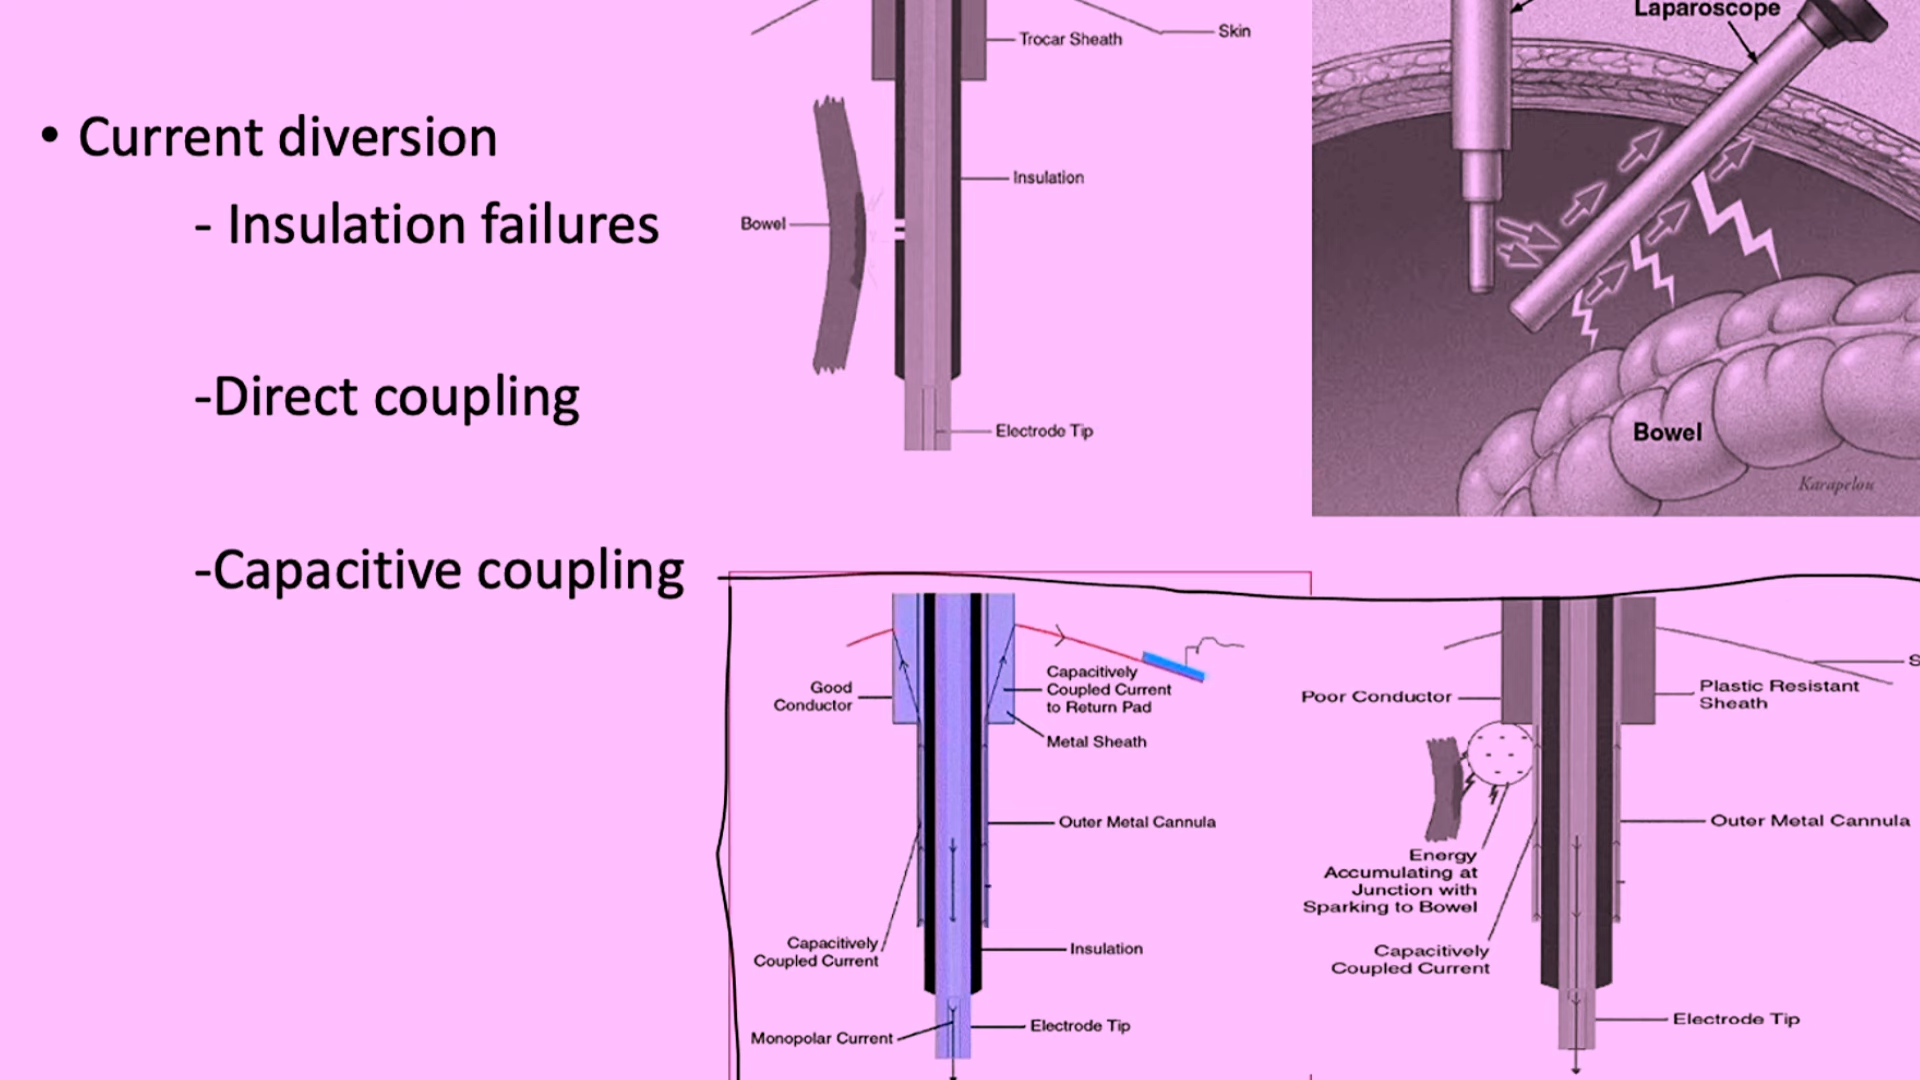 • Current diversion
- Insulation failures
-Direct coupling
-Capacitive coupling
Trocar Sheath
Skin
Insulation
Bowel
Electrode Tip
Laparoscope
Bowel
Karapelou
Good
Conductor
Capacitively
Coupled Current
to Return Pad
Metal Sheath
Outer Metal Cannula
Capacitively
Coupled Current
Insulation
Monopolar Current
Electrode Tip
Poor Conductor
Plastic Resistant
Sheath
S
Outer Metal Cannula
Energy
Accumulating at
Junction with
Sparking to Bowel
Capacitively
Coupled Current
Electrode Tip